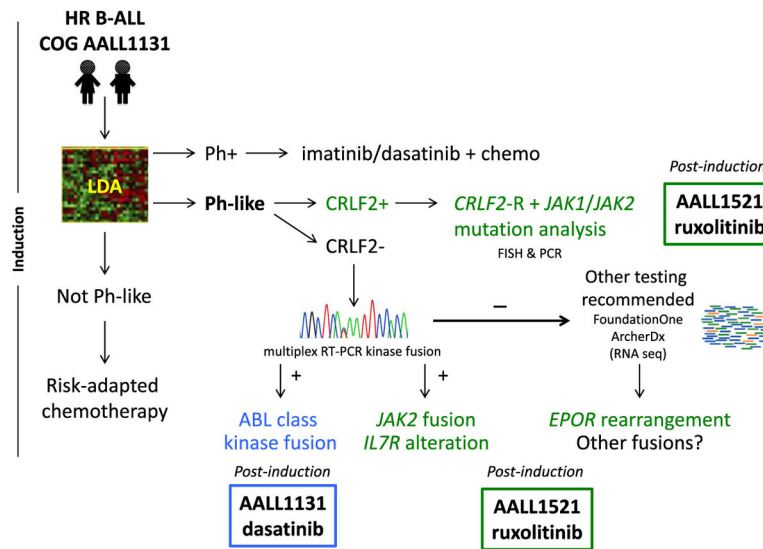 HR B-ALL
COG AALL1131
Induction
LDA
Ph+
imatinib/dasatinib + chemo
Ph-like
CRLF2+
CRLF2-R + JAK1/JAK2
mutation analysis
FISH & PCR
Post-induction
AALL1521
ruxolitinib
CRLF2-
Not Ph-like
Risk-adapted
chemotherapy
multiplex RT-PCR kinase fusion
–
Other testing
recommended
FoundationOne
ArcherDx
(RNA seq)
+
+
ABL class
kinase fusion
JAK2 fusion
IL7R alteration
EPOR rearrangement
Other fusions?
Post-induction
AALL1131
dasatinib
Post-induction
AALL1521
ruxolitinib